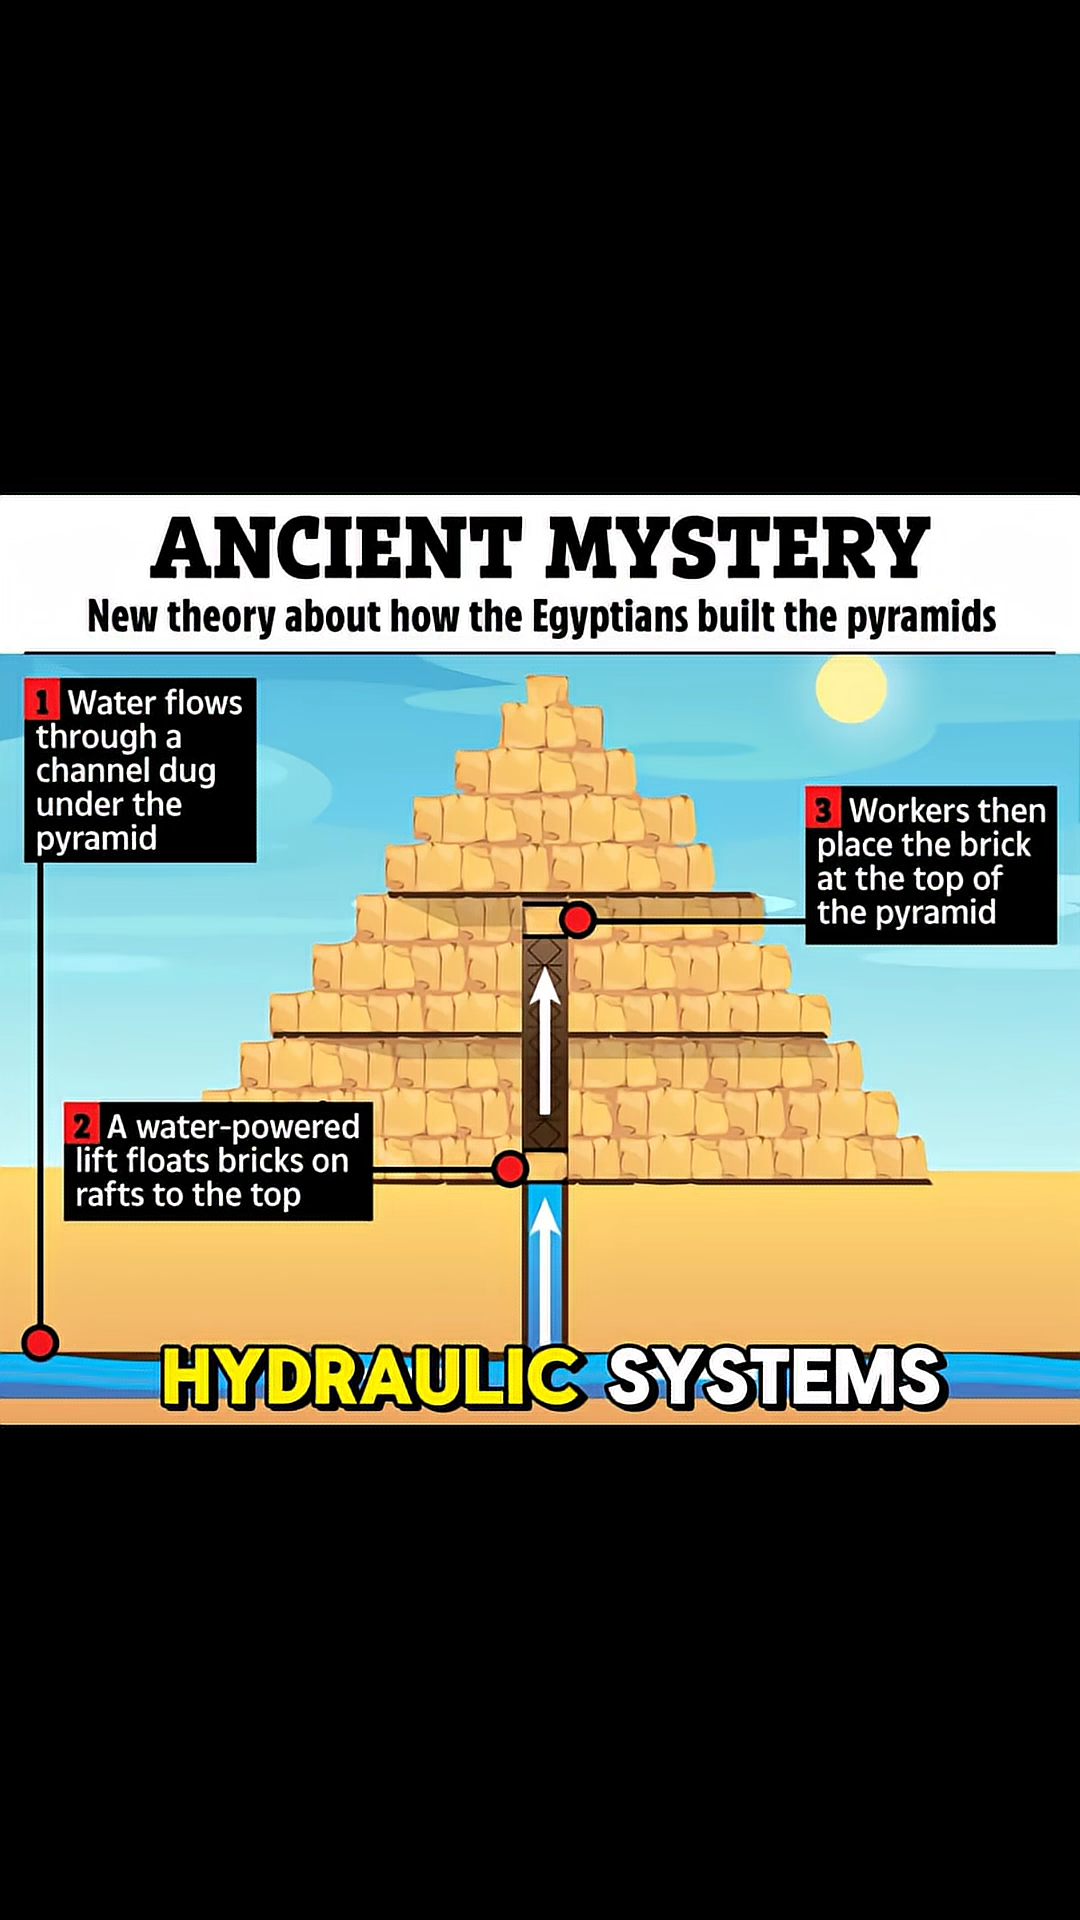 ANCIENT MYSTERY
New theory about how the Egyptians built the pyramids
1 Water flows
through a
channel dug
under the
pyramid
3 Workers then
place the brick
at the top of
the pyramid
2 A water-powered
lift floats bricks on
rafts to the top
HYDRAULIC SYSTEMS